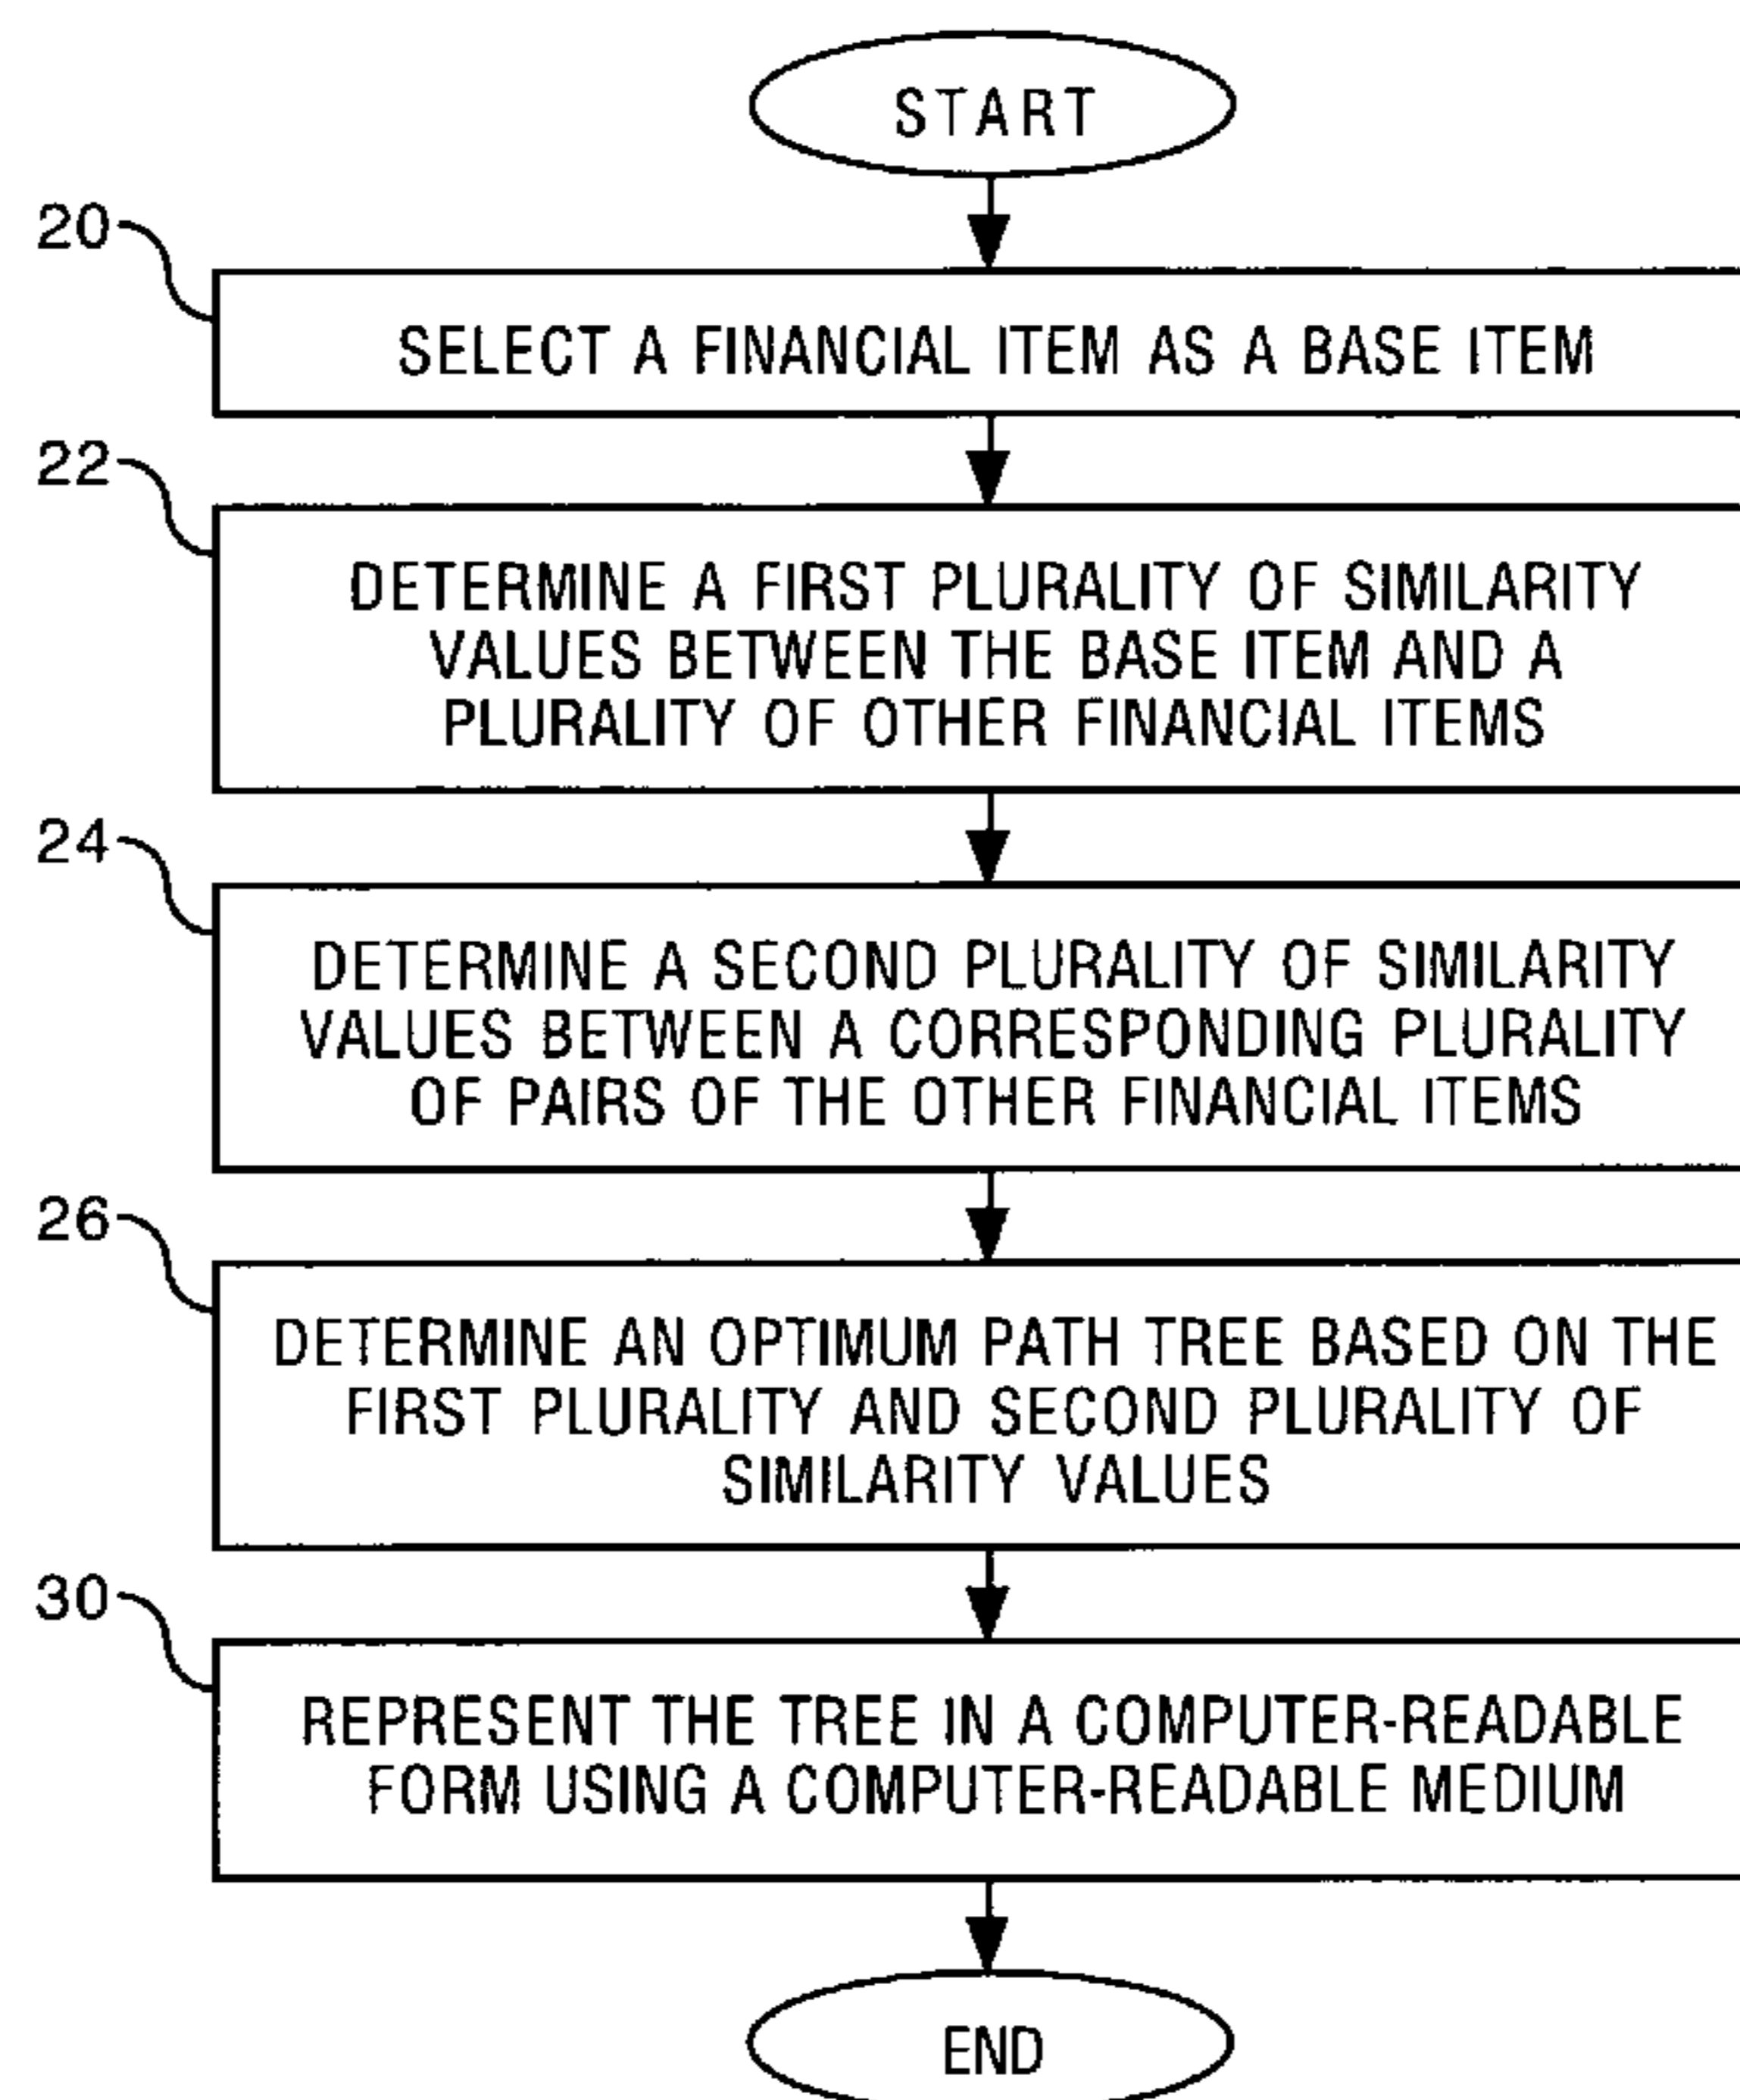 START
20
SELECT A FINANCIAL ITEM AS A BASE ITEM
22
DETERMINE A FIRST PLURALITY OF SIMILARITY
VALUES BETWEEN THE BASE ITEM AND A
PLURALITY OF OTHER FINANCIAL ITEMS
24
DETERMINE A SECOND PLURALITY OF SIMILARITY
VALUES BETWEEN A CORRESPONDING PLURALITY
OF PAIRS OF THE OTHER FINANCIAL ITEMS
26
DETERMINE AN OPTIMUM PATH TREE BASED ON THE
FIRST PLURALITY AND SECOND PLURALITY OF
SIMILARITY VALUES
30
REPRESENT THE TREE IN A COMPUTER-READABLE
FORM USING A COMPUTER-READABLE MEDIUM
END